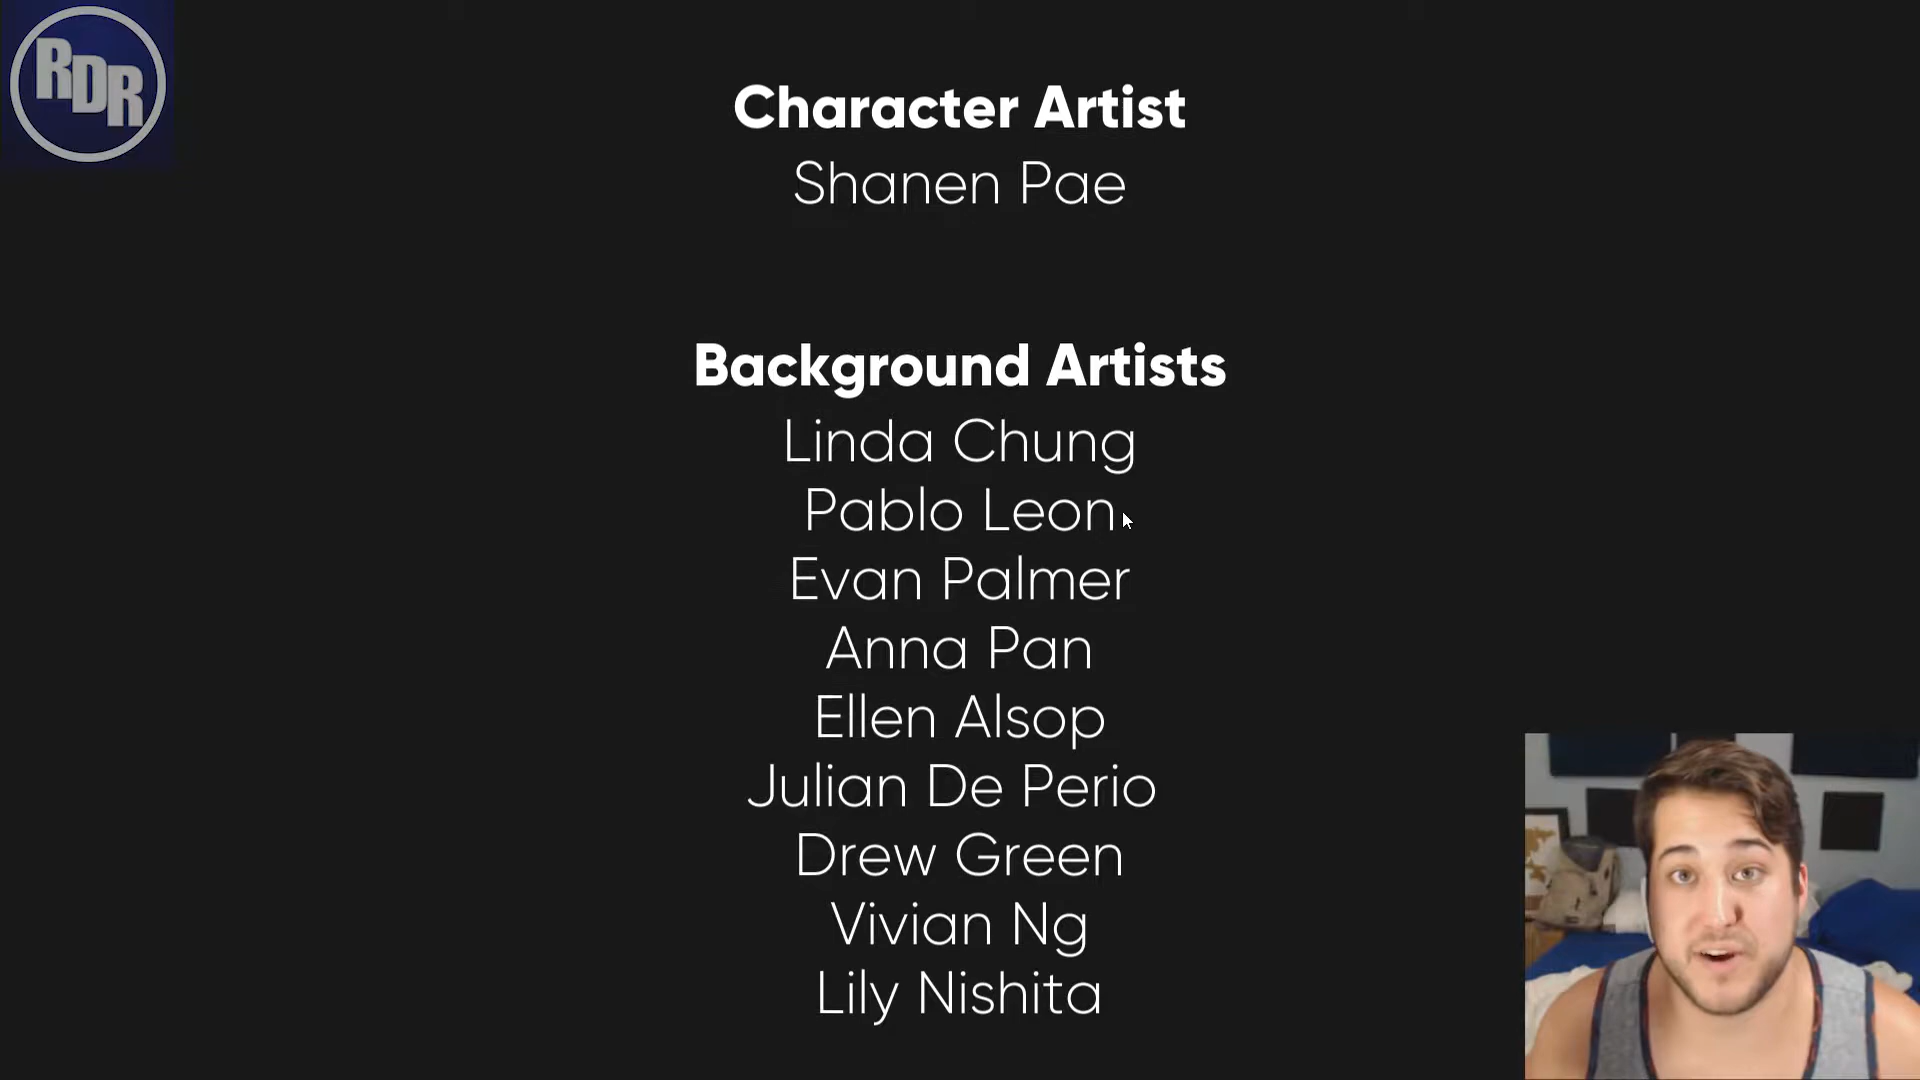 RDR
Character Artist
Shanen Pae
Background Artists
Linda Chung
Pablo Leon
Evan Palmer
Anna Pan
Ellen Alsop
Julian De Perio
Drew Green
Vivian Ng
Lily Nishita